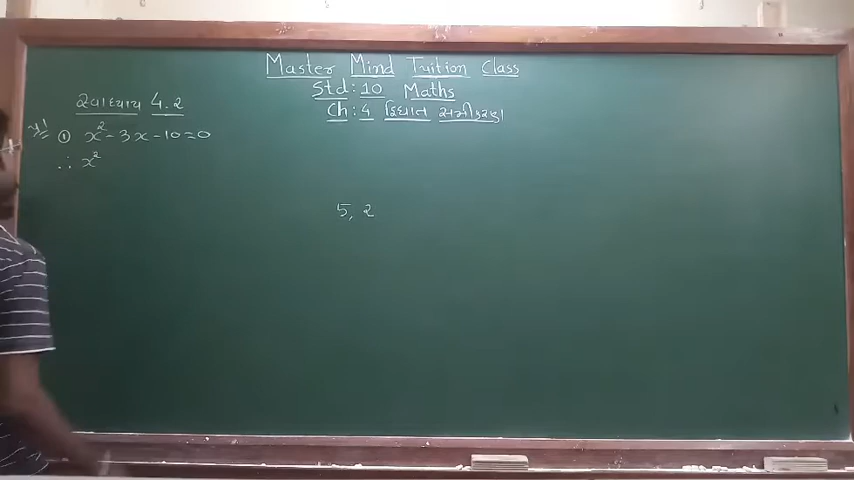 Master Mind Tuition Class
Std: 10 Maths
Ch: 4 દ્વિઘાત સમીકરણ
સ્વાધ્યાય 4.2
પ્ર.1 ① x² - 3x - 10 = 0
∴ x²
5, 2